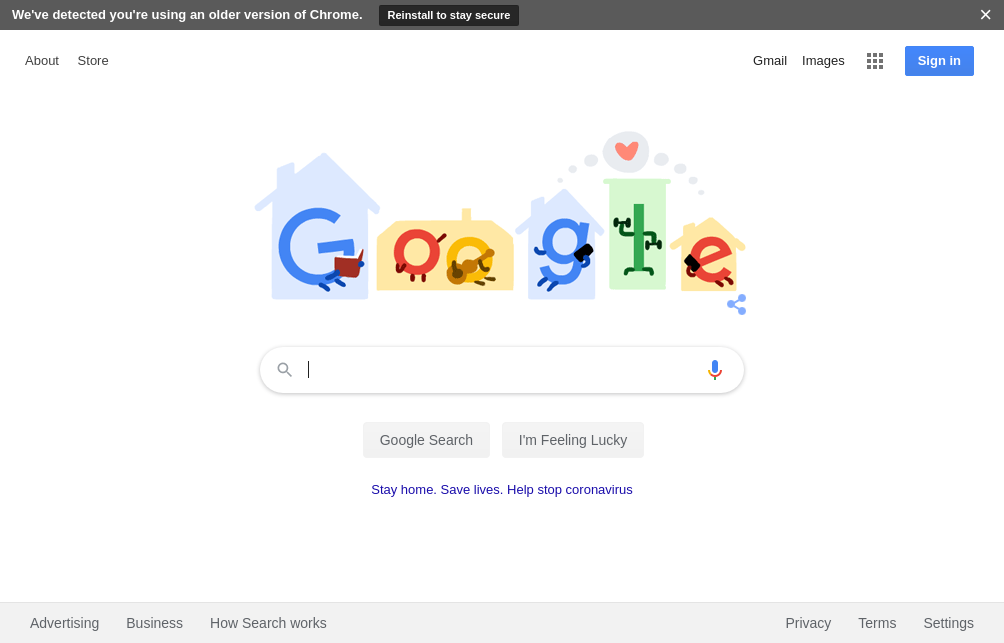 We've detected you're using an older version of Chrome. Reinstall to stay secure ×
About Store Gmail Images Sign in
Google
Google Search I'm Feeling Lucky
Stay home. Save lives. Help stop coronavirus
Advertising Business How Search works Privacy Terms Settings